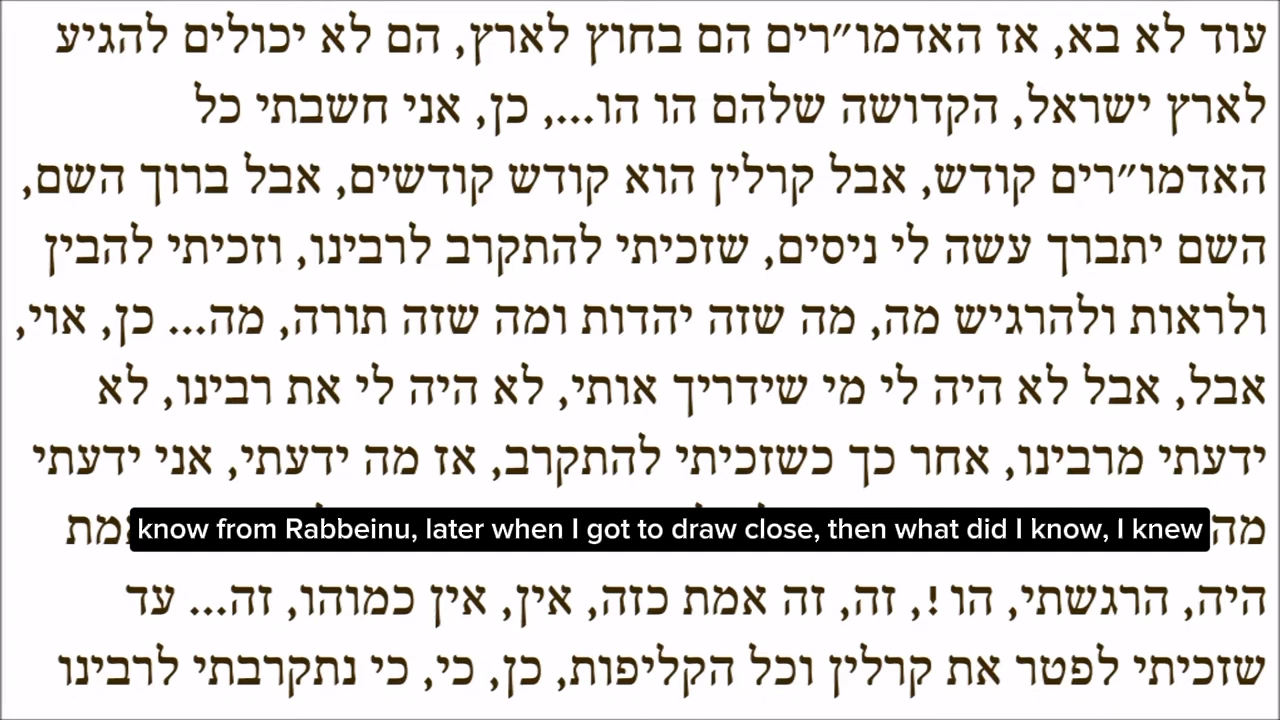 עוד לא בא, אז האדמו״רים הם בחוץ לארץ, הם לא יכולים להגיע
לארץ ישראל, הקדושה שלהם הו הו..., כן, אני חשבתי כל
האדמו״רים קודש, אבל קרלין הוא קודש קודשים, אבל ברוך השם,
השם יתברך עשה לי ניסים, שזכיתי להתקרב לרבינו, וזכיתי להבין
ולראות ולהרגיש מה, מה שזה יהדות ומה שזה תורה, מה... כן, אוי,
אבל, אבל לא היה לי מי שידריך אותי, לא היה לי את רבינו, לא
ידעתי מרבינו, אחר כך כשזכיתי להתקרב, אז מה ידעתי, אני ידעתי
מה
know from Rabbeinu, later when I got to draw close, then what did I know, I knew
היה, הרגשתי, הו !, זה, זה אמת כזה, אין, אין כמוהו, זה... עד
שזכיתי לפטר את קרלין וכל הקליפות, כן, כי, כי נתקרבתי לרבינו